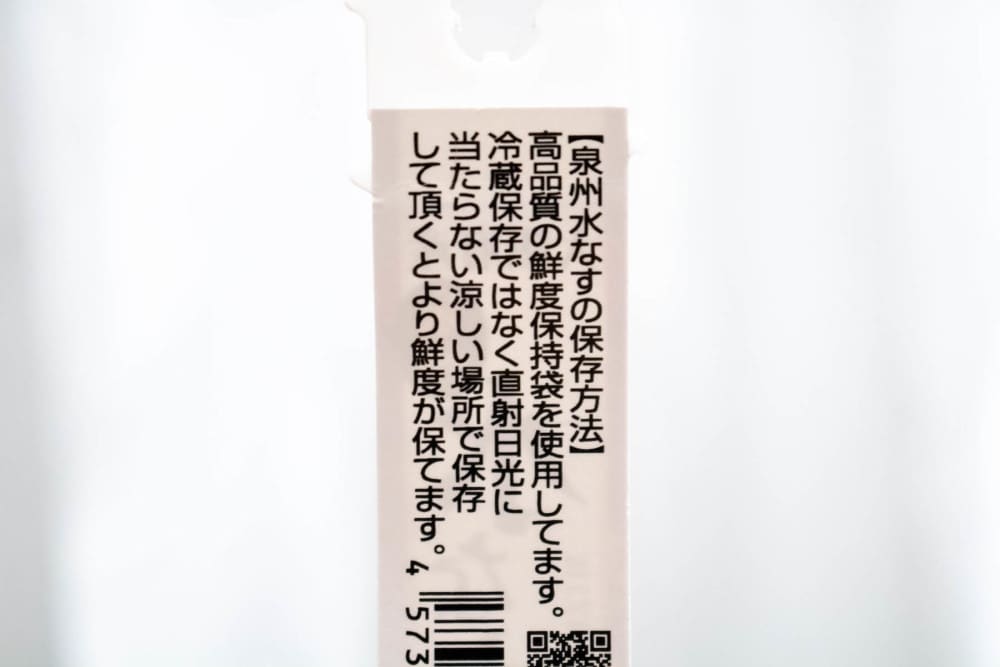 【泉州水なすの保存方法】
高品質の鮮度保持袋を使用してます。
冷蔵保存ではなく直射日光に
当たらない涼しい場所で保存
して頂くとより鮮度が保てます。
4 573